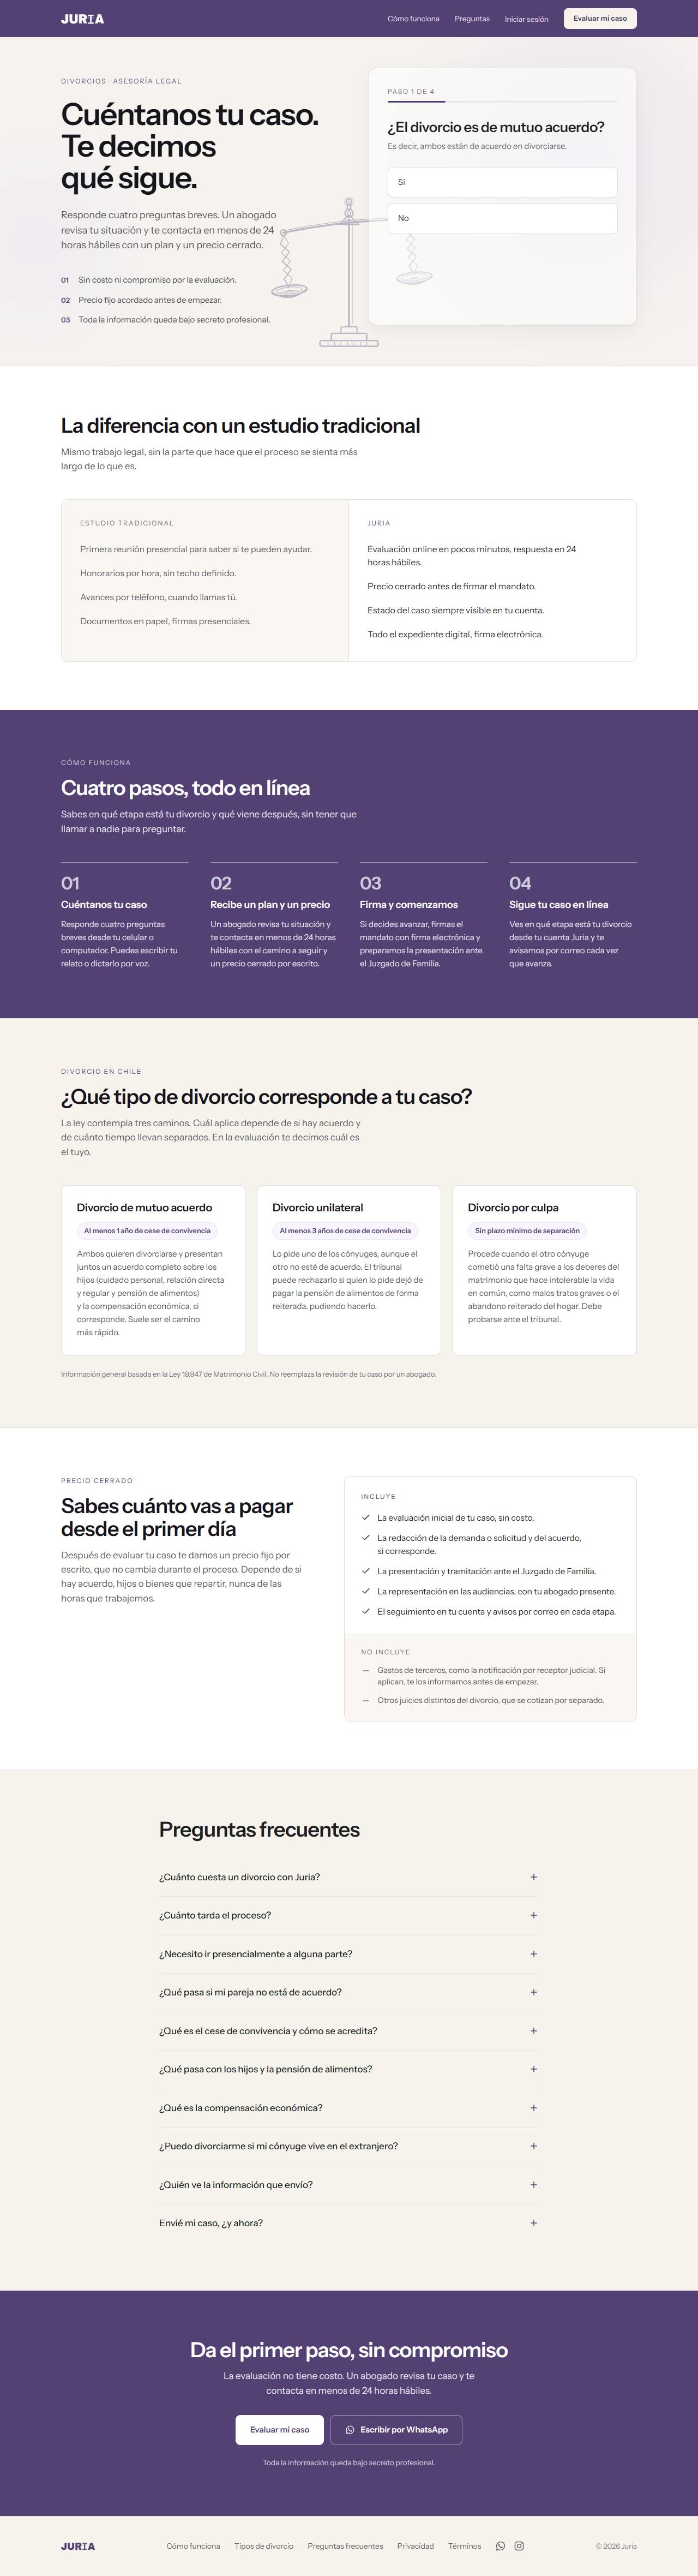 JURIA
Cómo funciona
Preguntas
Iniciar sesión
Evaluar mi caso
DIVORCIOS · ASESORÍA LEGAL
Cuéntanos tu caso.
Te decimos
qué sigue.
Responde cuatro preguntas breves. Un abogado
revisa tu situación y te contacta en menos de 24
horas hábiles con un plan y un precio cerrado.
01 Sin costo ni compromiso por la evaluación.
02 Precio fijo acordado antes de empezar.
03 Toda la información queda bajo secreto profesional.
PASO 1 DE 4
¿El divorcio es de mutuo acuerdo?
Es decir, ambos están de acuerdo en divorciarse.
Sí
No
La diferencia con un estudio tradicional
Mismo trabajo legal, sin la parte que hace que el proceso se sienta más
largo de lo que es.
ESTUDIO TRADICIONAL
Primera reunión presencial para saber si te pueden ayudar.
Honorarios por hora, sin techo definido.
Avances por teléfono, cuando llamas tú.
Documentos en papel, firmas presenciales.
JURIA
Evaluación online en pocos minutos, respuesta en 24
horas hábiles.
Precio cerrado antes de firmar el mandato.
Estado del caso siempre visible en tu cuenta.
Todo el expediente digital, firma electrónica.
CÓMO FUNCIONA
Cuatro pasos, todo en línea
Sabes en qué etapa está tu divorcio y qué viene después, sin tener que
llamar a nadie para preguntar.
01
Cuéntanos tu caso
Responde cuatro preguntas
breves desde tu celular o
computador. Puedes escribir tu
relato o dictarlo por voz.
02
Recibe un plan y un precio
Un abogado revisa tu situación y
te contacta en menos de 24 horas
hábiles con el camino a seguir y
un precio cerrado por escrito.
03
Firma y comenzamos
Si decides avanzar, firmas el
mandato con firma electrónica y
preparamos la presentación ante
el Juzgado de Familia.
04
Sigue tu caso en línea
Ves en qué etapa está tu divorcio
desde tu cuenta Juria y te
avisamos por correo cada vez
que avanza.
DIVORCIO EN CHILE
¿Qué tipo de divorcio corresponde a tu caso?
La ley contempla tres caminos. Cuál aplica depende de si hay acuerdo y
de cuánto tiempo llevan separados. En la evaluación te decimos cuál es
el tuyo.
Divorcio de mutuo acuerdo
Al menos 1 año de cese de convivencia
Ambos quieren divorciarse y presentan
juntos un acuerdo completo sobre los
hijos (cuidado personal, relación directa
y regular y pensión de alimentos)
y la compensación económica, si
corresponde. Suele ser el camino
más rápido.
Divorcio unilateral
Al menos 3 años de cese de convivencia
Lo pide uno de los cónyuges, aunque el
otro no esté de acuerdo. El tribunal
puede rechazarlo si quien lo pide dejó de
pagar la pensión de alimentos de forma
reiterada, pudiendo hacerlo.
Divorcio por culpa
Sin plazo mínimo de separación
Procede cuando el otro cónyuge
cometió una falta grave a los deberes del
matrimonio que hace intolerable la vida
en común, como malos tratos graves o el
abandono reiterado del hogar. Debe
probarse ante el tribunal.
Información general basada en la Ley 19.947 de Matrimonio Civil. No reemplaza la revisión de tu caso por un abogado.
PRECIO CERRADO
Sabes cuánto vas a pagar
desde el primer día
Después de evaluar tu caso te damos un precio fijo por
escrito, que no cambia durante el proceso. Depende de si
hay acuerdo, hijos o bienes que repartir, nunca de las
horas que trabajemos.
INCLUYE
La evaluación inicial de tu caso, sin costo.
La redacción de la demanda o solicitud y del acuerdo,
si corresponde.
La presentación y tramitación ante el Juzgado de Familia.
La representación en las audiencias, con tu abogado presente.
El seguimiento en tu cuenta y avisos por correo en cada etapa.
NO INCLUYE
— Gastos de terceros, como la notificación por receptor judicial. Si
aplican, te los informamos antes de empezar.
— Otros juicios distintos del divorcio, que se cotizan por separado.
Preguntas frecuentes
¿Cuánto cuesta un divorcio con Juria? +
¿Cuánto tarda el proceso? +
¿Necesito ir presencialmente a alguna parte? +
¿Qué pasa si mi pareja no está de acuerdo? +
¿Qué es el cese de convivencia y cómo se acredita? +
¿Qué pasa con los hijos y la pensión de alimentos? +
¿Qué es la compensación económica? +
¿Puedo divorciarme si mi cónyuge vive en el extranjero? +
¿Quién ve la información que envío? +
Envié mi caso, ¿y ahora? +
Da el primer paso, sin compromiso
La evaluación no tiene costo. Un abogado revisa tu caso y te
contacta en menos de 24 horas hábiles.
Evaluar mi caso
Escribir por WhatsApp
Toda la información queda bajo secreto profesional.
JURIA
Cómo funciona
Tipos de divorcio
Preguntas frecuentes
Privacidad
Términos
© 2026 Juria